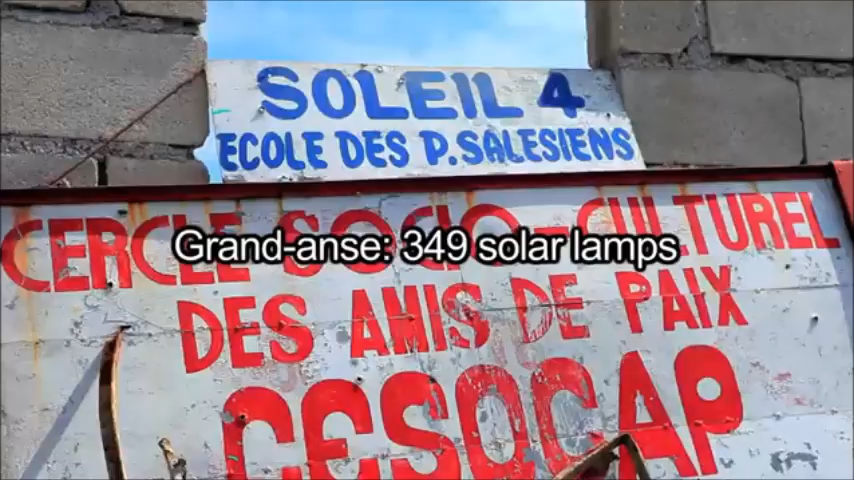 SOLEIL 4
ECOLE DES P. SALESIENS
CERCLE SOCIO-CULTUREL
Grand-anse: 349 solar lamps
DES AMIS DE PAIX
CESOCAP